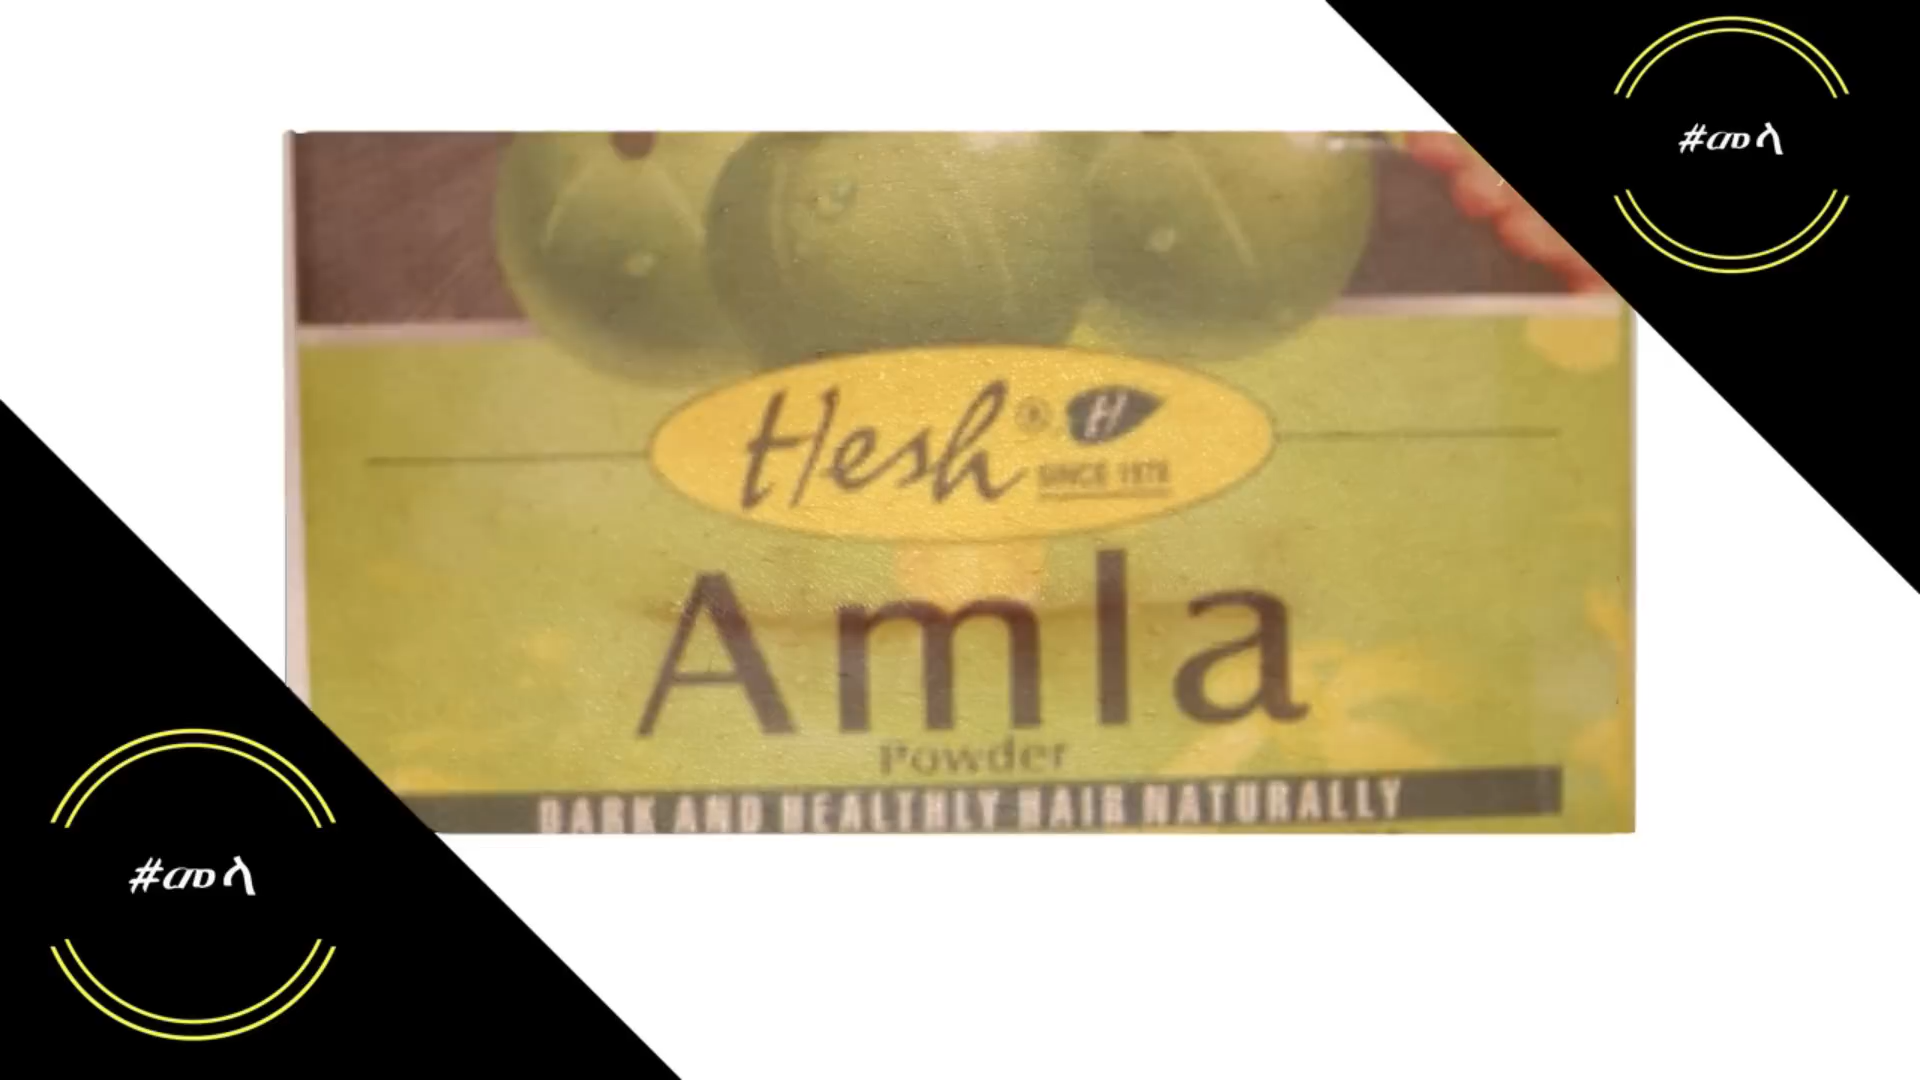 #መላ
Hesh®
H
SINCE 1978
Amla
Powder
DARK AND HEALTHLY HAIR NATURALLY
#መላ